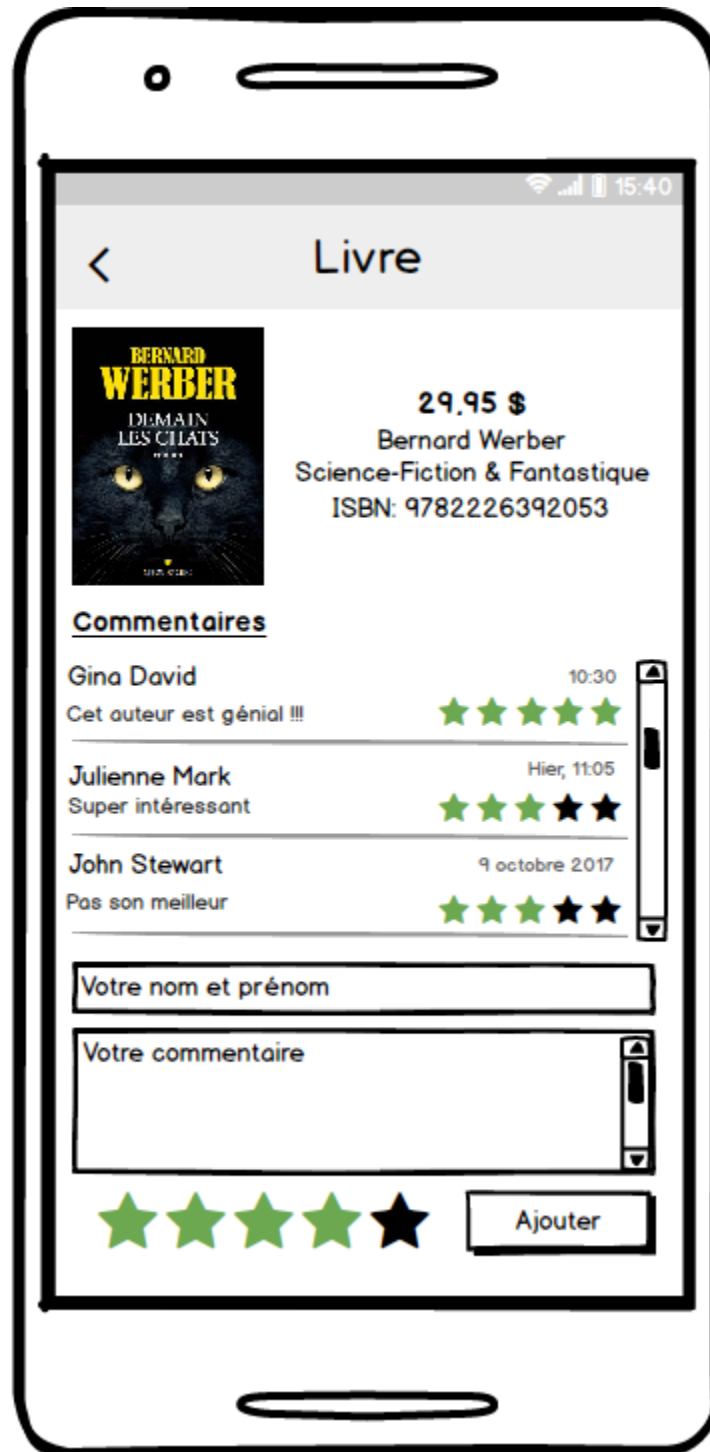 15:40
Livre
BERNARD
WERBER
DEMAIN
LES CHATS
29,95 $
Bernard Werber
Science-Fiction & Fantastique
ISBN: 9782226392053
Commentaires
Gina David
10:30
Cet auteur est génial !!!
Julienne Mark
Hier, 11:05
Super intéressant
John Stewart
9 octobre 2017
Pas son meilleur
Votre nom et prénom
Votre commentaire
Ajouter